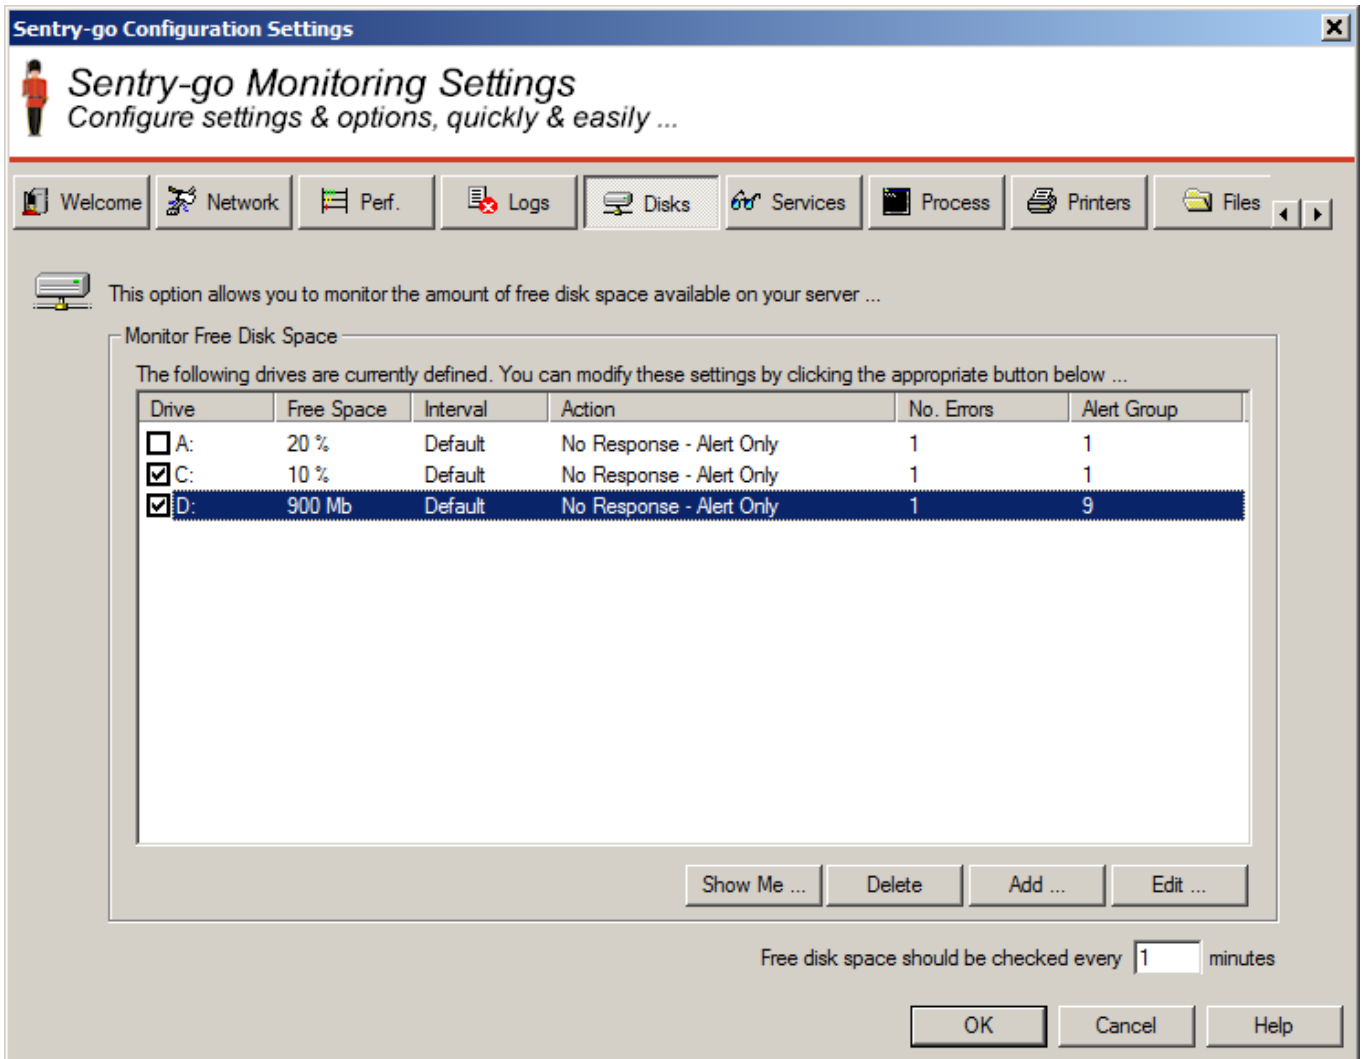 Sentry-go Configuration Settings
Sentry-go Monitoring Settings
Configure settings & options, quickly & easily ...
Welcome Network Perf. Logs Disks Services Process Printers Files
This option allows you to monitor the amount of free disk space available on your server ...
Monitor Free Disk Space
The following drives are currently defined. You can modify these settings by clicking the appropriate button below ...
Drive Free Space Interval Action No. Errors Alert Group
A: 20 % Default No Response - Alert Only 1 1
C: 10 % Default No Response - Alert Only 1 1
D: 900 Mb Default No Response - Alert Only 1 9
Show Me ... Delete Add ... Edit ...
Free disk space should be checked every 1 minutes
OK Cancel Help